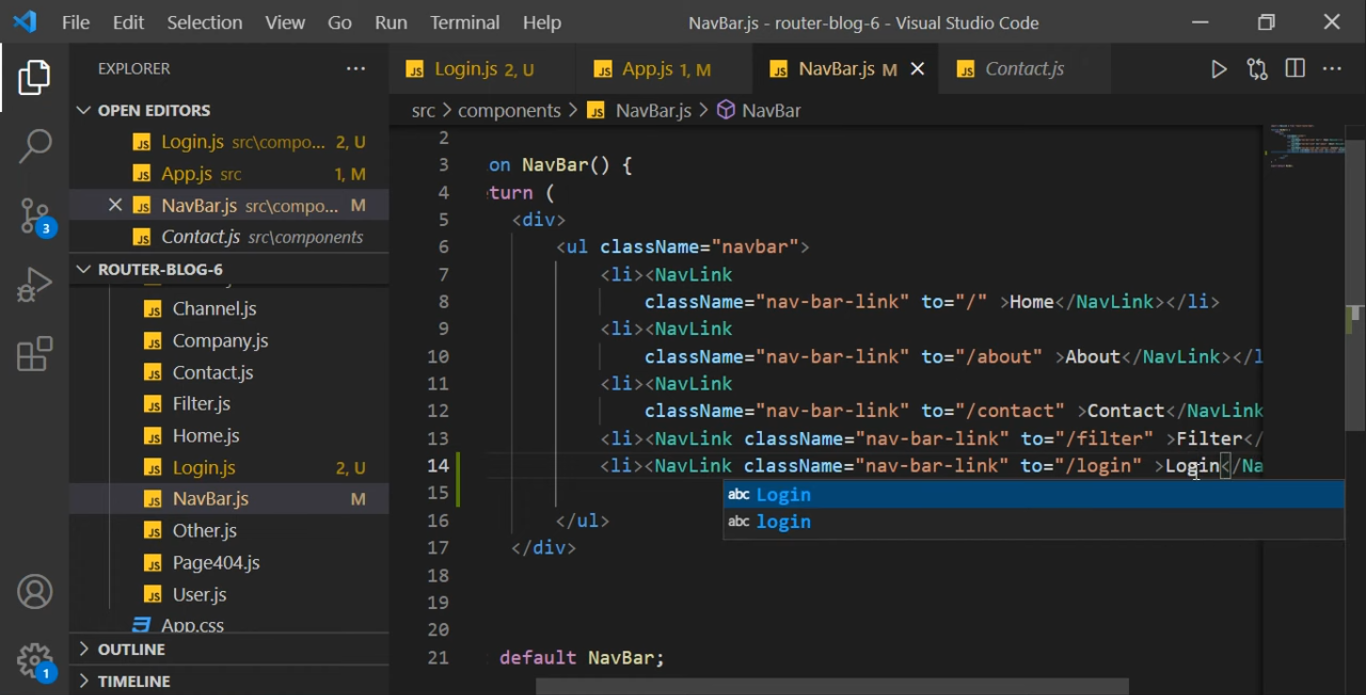 File Edit Selection View Go Run Terminal Help NavBar.js - router-blog-6 - Visual Studio Code
EXPLORER
Login.js 2, U App.js 1, M NavBar.js M Contact.js
OPEN EDITORS
src > components > JS NavBar.js > NavBar
JS Login.js src\compo... 2, U
JS App.js src 1, M
JS NavBar.js src\compo... M
JS Contact.js src\components
ROUTER-BLOG-6
JS Channel.js
JS Company.js
JS Contact.js
JS Filter.js
JS Home.js
JS Login.js 2, U
JS NavBar.js M
JS Other.js
JS Page404.js
JS User.js
App.css
OUTLINE
TIMELINE
3
1
2
3 on NavBar() {
4 turn (
5 <div>
6 <ul className="navbar">
7 <li><NavLink
8 className="nav-bar-link" to="/" >Home</NavLink></li>
9 <li><NavLink
10 className="nav-bar-link" to="/about" >About</NavLink></l
11 <li><NavLink
12 className="nav-bar-link" to="/contact" >Contact</NavLink
13 <li><NavLink className="nav-bar-link" to="/filter" >Filter</
14 <li><NavLink className="nav-bar-link" to="/login" >Login</Na
15
abc Login
abc login
16 </ul>
17 </div>
18
19
20
21 default NavBar;